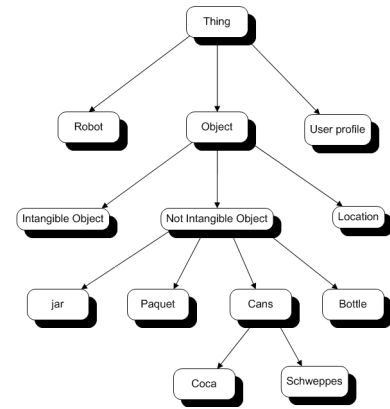 Thing
Robot
Object
User profile
Intangible Object
Not Intangible Object
Location
jar
Paquet
Cans
Bottle
Coca
Schweppes